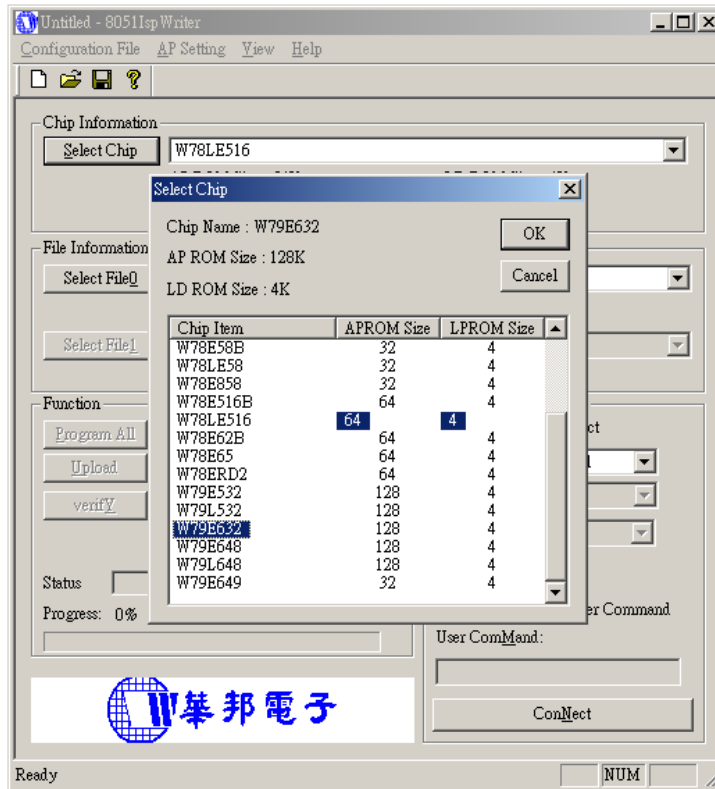 Untitled - 8051IspWriter
Configuration File AP Setting View Help
Chip Information
Select Chip W78LE516
Select Chip
Chip Name : W79E632
OK
AP ROM Size : 128K
Cancel
LD ROM Size : 4K
File Information
Select File0
Select File1
Chip Item APROM Size LPROM Size
W78E58B 32 4
W78LE58 32 4
W78E858 32 4
W78E516B 64 4
W78LE516 64 4
W78E62B 64 4
W78E65 64 4
W78ERD2 64 4
W79E532 128 4
W79L532 128 4
W79E632 128 4
W79E648 128 4
W79L648 128 4
W79E649 32 4
Function
Program All
Upload
verifY
Status
Progress: 0%
Command
User ComMand:
華邦電子
ConNect
Ready NUM